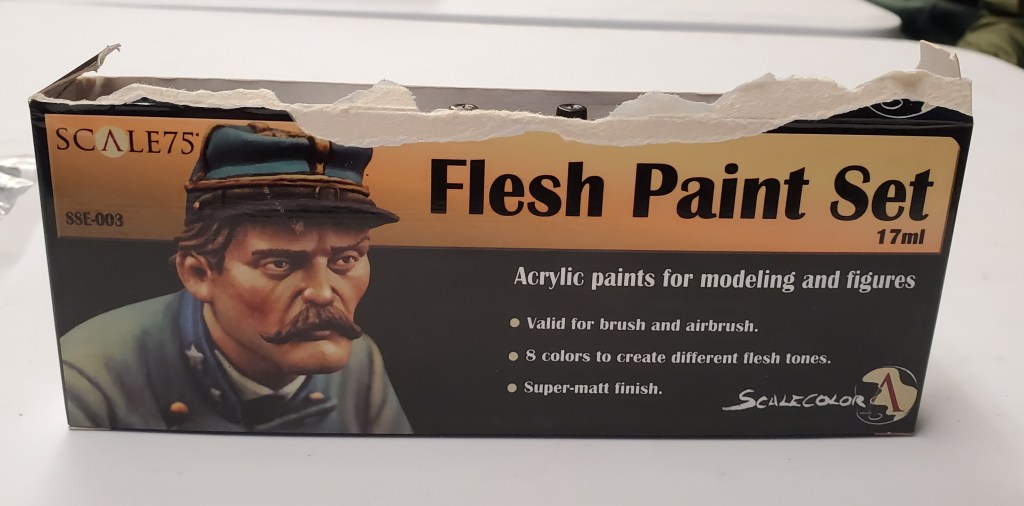 SCALE75
SSE-003
Flesh Paint Set
17ml
Acrylic paints for modeling and figures
Valid for brush and airbrush.
8 colors to create different flesh tones.
Super-matt finish.
SCALECOLOR